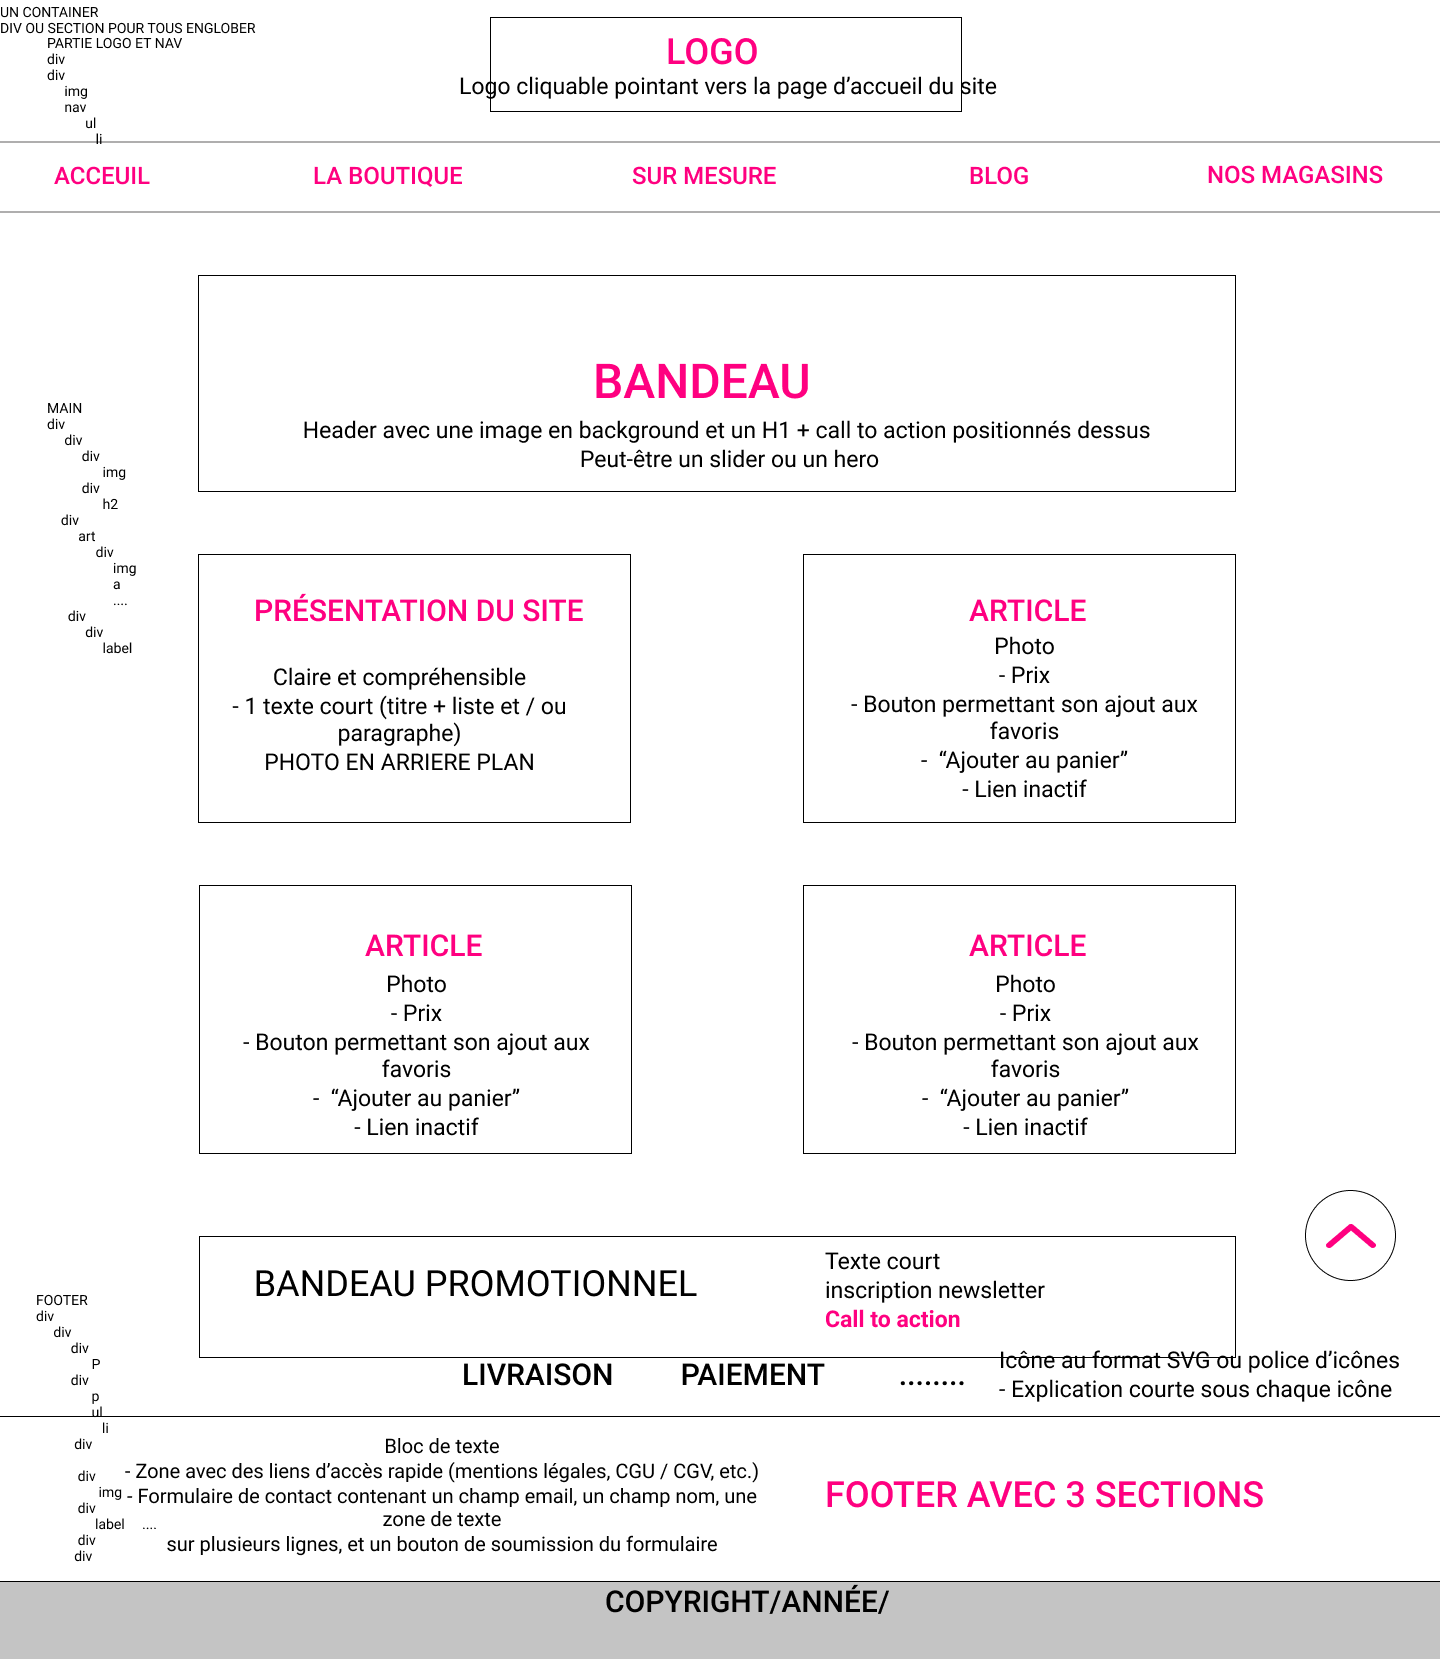 UN CONTAINER
DIV OU SECTION POUR TOUS ENGLOBER
PARTIE LOGO ET NAV
div
div
img
nav
ul
li
LOGO
Logo cliquable pointant vers la page d’accueil du site
ACCEUIL
LA BOUTIQUE
SUR MESURE
BLOG
NOS MAGASINS
BANDEAU
Header avec une image en background et un H1 + call to action positionnés dessus
Peut-être un slider ou un hero
MAIN
div
div
div
img
div
h2
div
art
div
img
a
....
div
div
label
PRÉSENTATION DU SITE
Claire et compréhensible
- 1 texte court (titre + liste et / ou
paragraphe)
PHOTO EN ARRIERE PLAN
ARTICLE
Photo
- Prix
- Bouton permettant son ajout aux
favoris
- “Ajouter au panier”
- Lien inactif
ARTICLE
Photo
- Prix
- Bouton permettant son ajout aux
favoris
- “Ajouter au panier”
- Lien inactif
ARTICLE
Photo
- Prix
- Bouton permettant son ajout aux
favoris
- “Ajouter au panier”
- Lien inactif
BANDEAU PROMOTIONNEL
Texte court
inscription newsletter
Call to action
LIVRAISON
PAIEMENT
........
Icône au format SVG ou police d’icônes
- Explication courte sous chaque icône
FOOTER
div
div
div
P
div
p
ul
li
div
div
img
div
label ....
div
div
Bloc de texte
- Zone avec des liens d’accès rapide (mentions légales, CGU / CGV, etc.)
- Formulaire de contact contenant un champ email, un champ nom, une
zone de texte
sur plusieurs lignes, et un bouton de soumission du formulaire
FOOTER AVEC 3 SECTIONS
COPYRIGHT/ANNÉE/